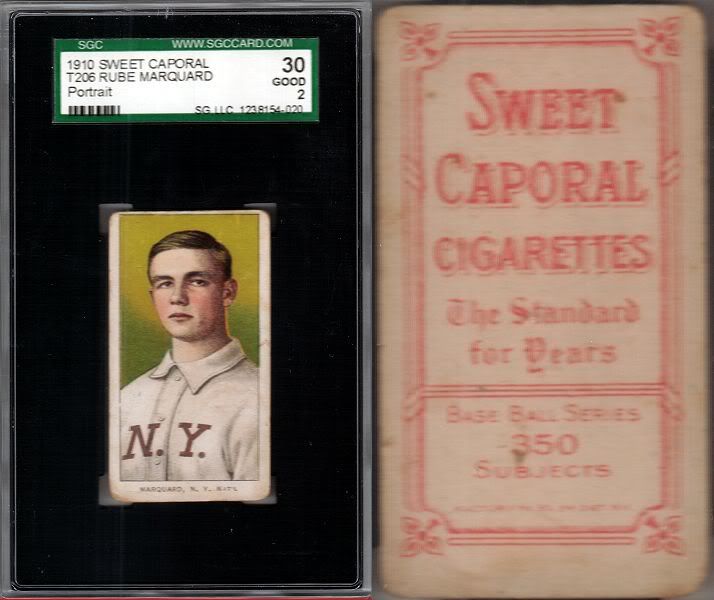 SGC WWW.SGCCARD.COM
1910 SWEET CAPORAL 30
T206 RUBE MARQUARD GOOD
Portrait 2
SG LLC 1238154-020
N.Y.
MARQUARD, N. Y. NAT'L
SWEET
CAPORAL
CIGARETTES
The Standard
for Years
BASE BALL SERIES
350
SUBJECTS